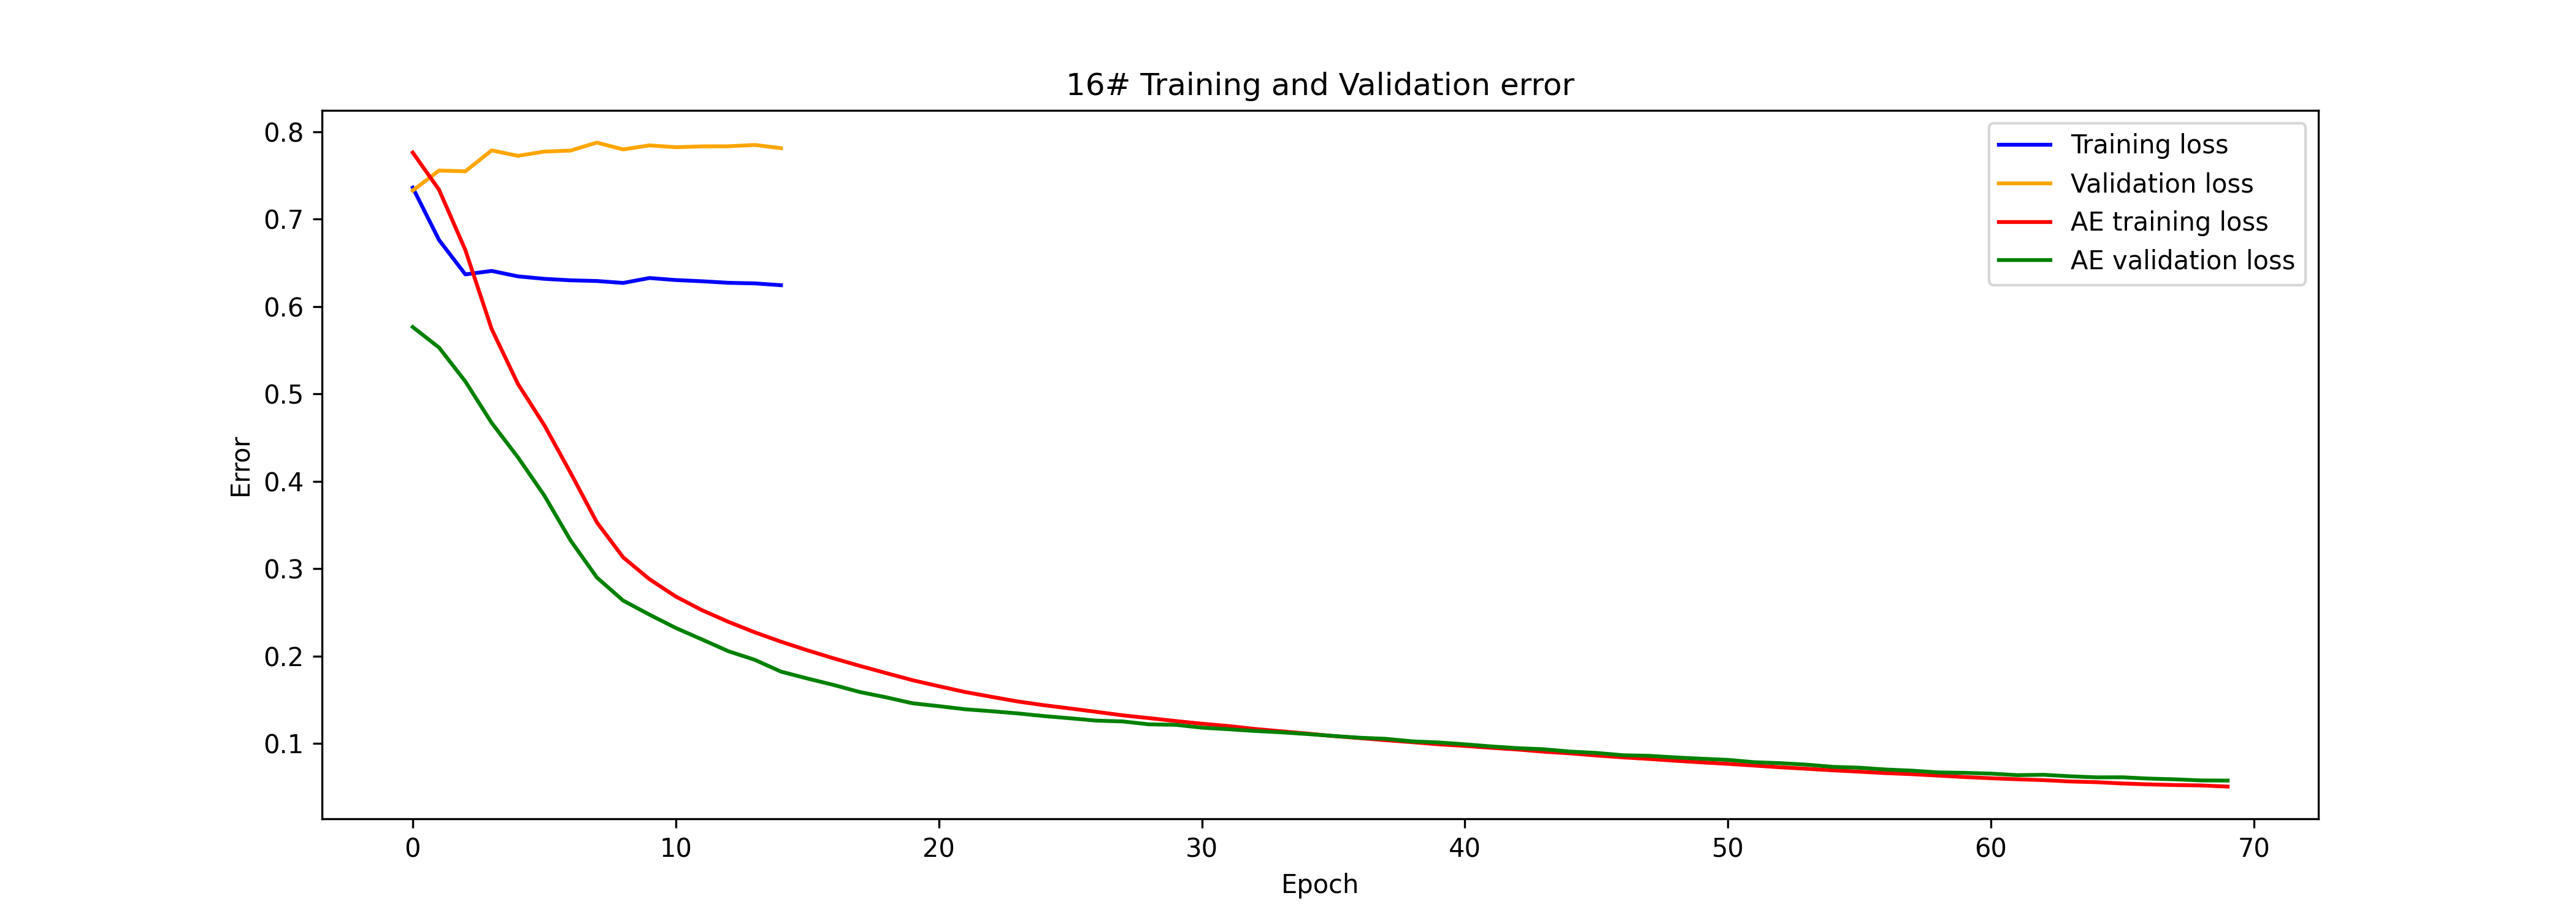 16# Training and Validation error
Error
0.8
0.7
0.6
0.5
0.4
0.3
0.2
0.1
Training loss
Validation loss
AE training loss
AE validation loss
0 10 20 30 40 50 60 70
Epoch